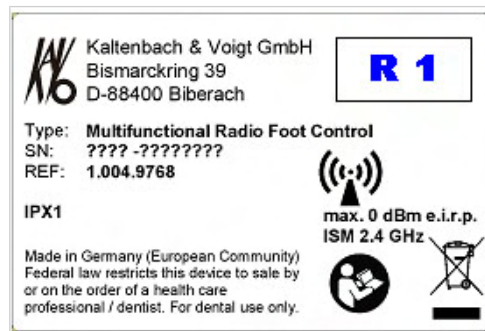 KAVO
Kaltenbach & Voigt GmbH
Bismarckring 39
D-88400 Biberach
R 1
Type: Multifunctional Radio Foot Control
SN: ???? -????????
REF: 1.004.9768
IPX1
max. 0 dBm e.i.r.p.
ISM 2.4 GHz
Made in Germany (European Community)
Federal law restricts this device to sale by
or on the order of a health care
professional / dentist. For dental use only.